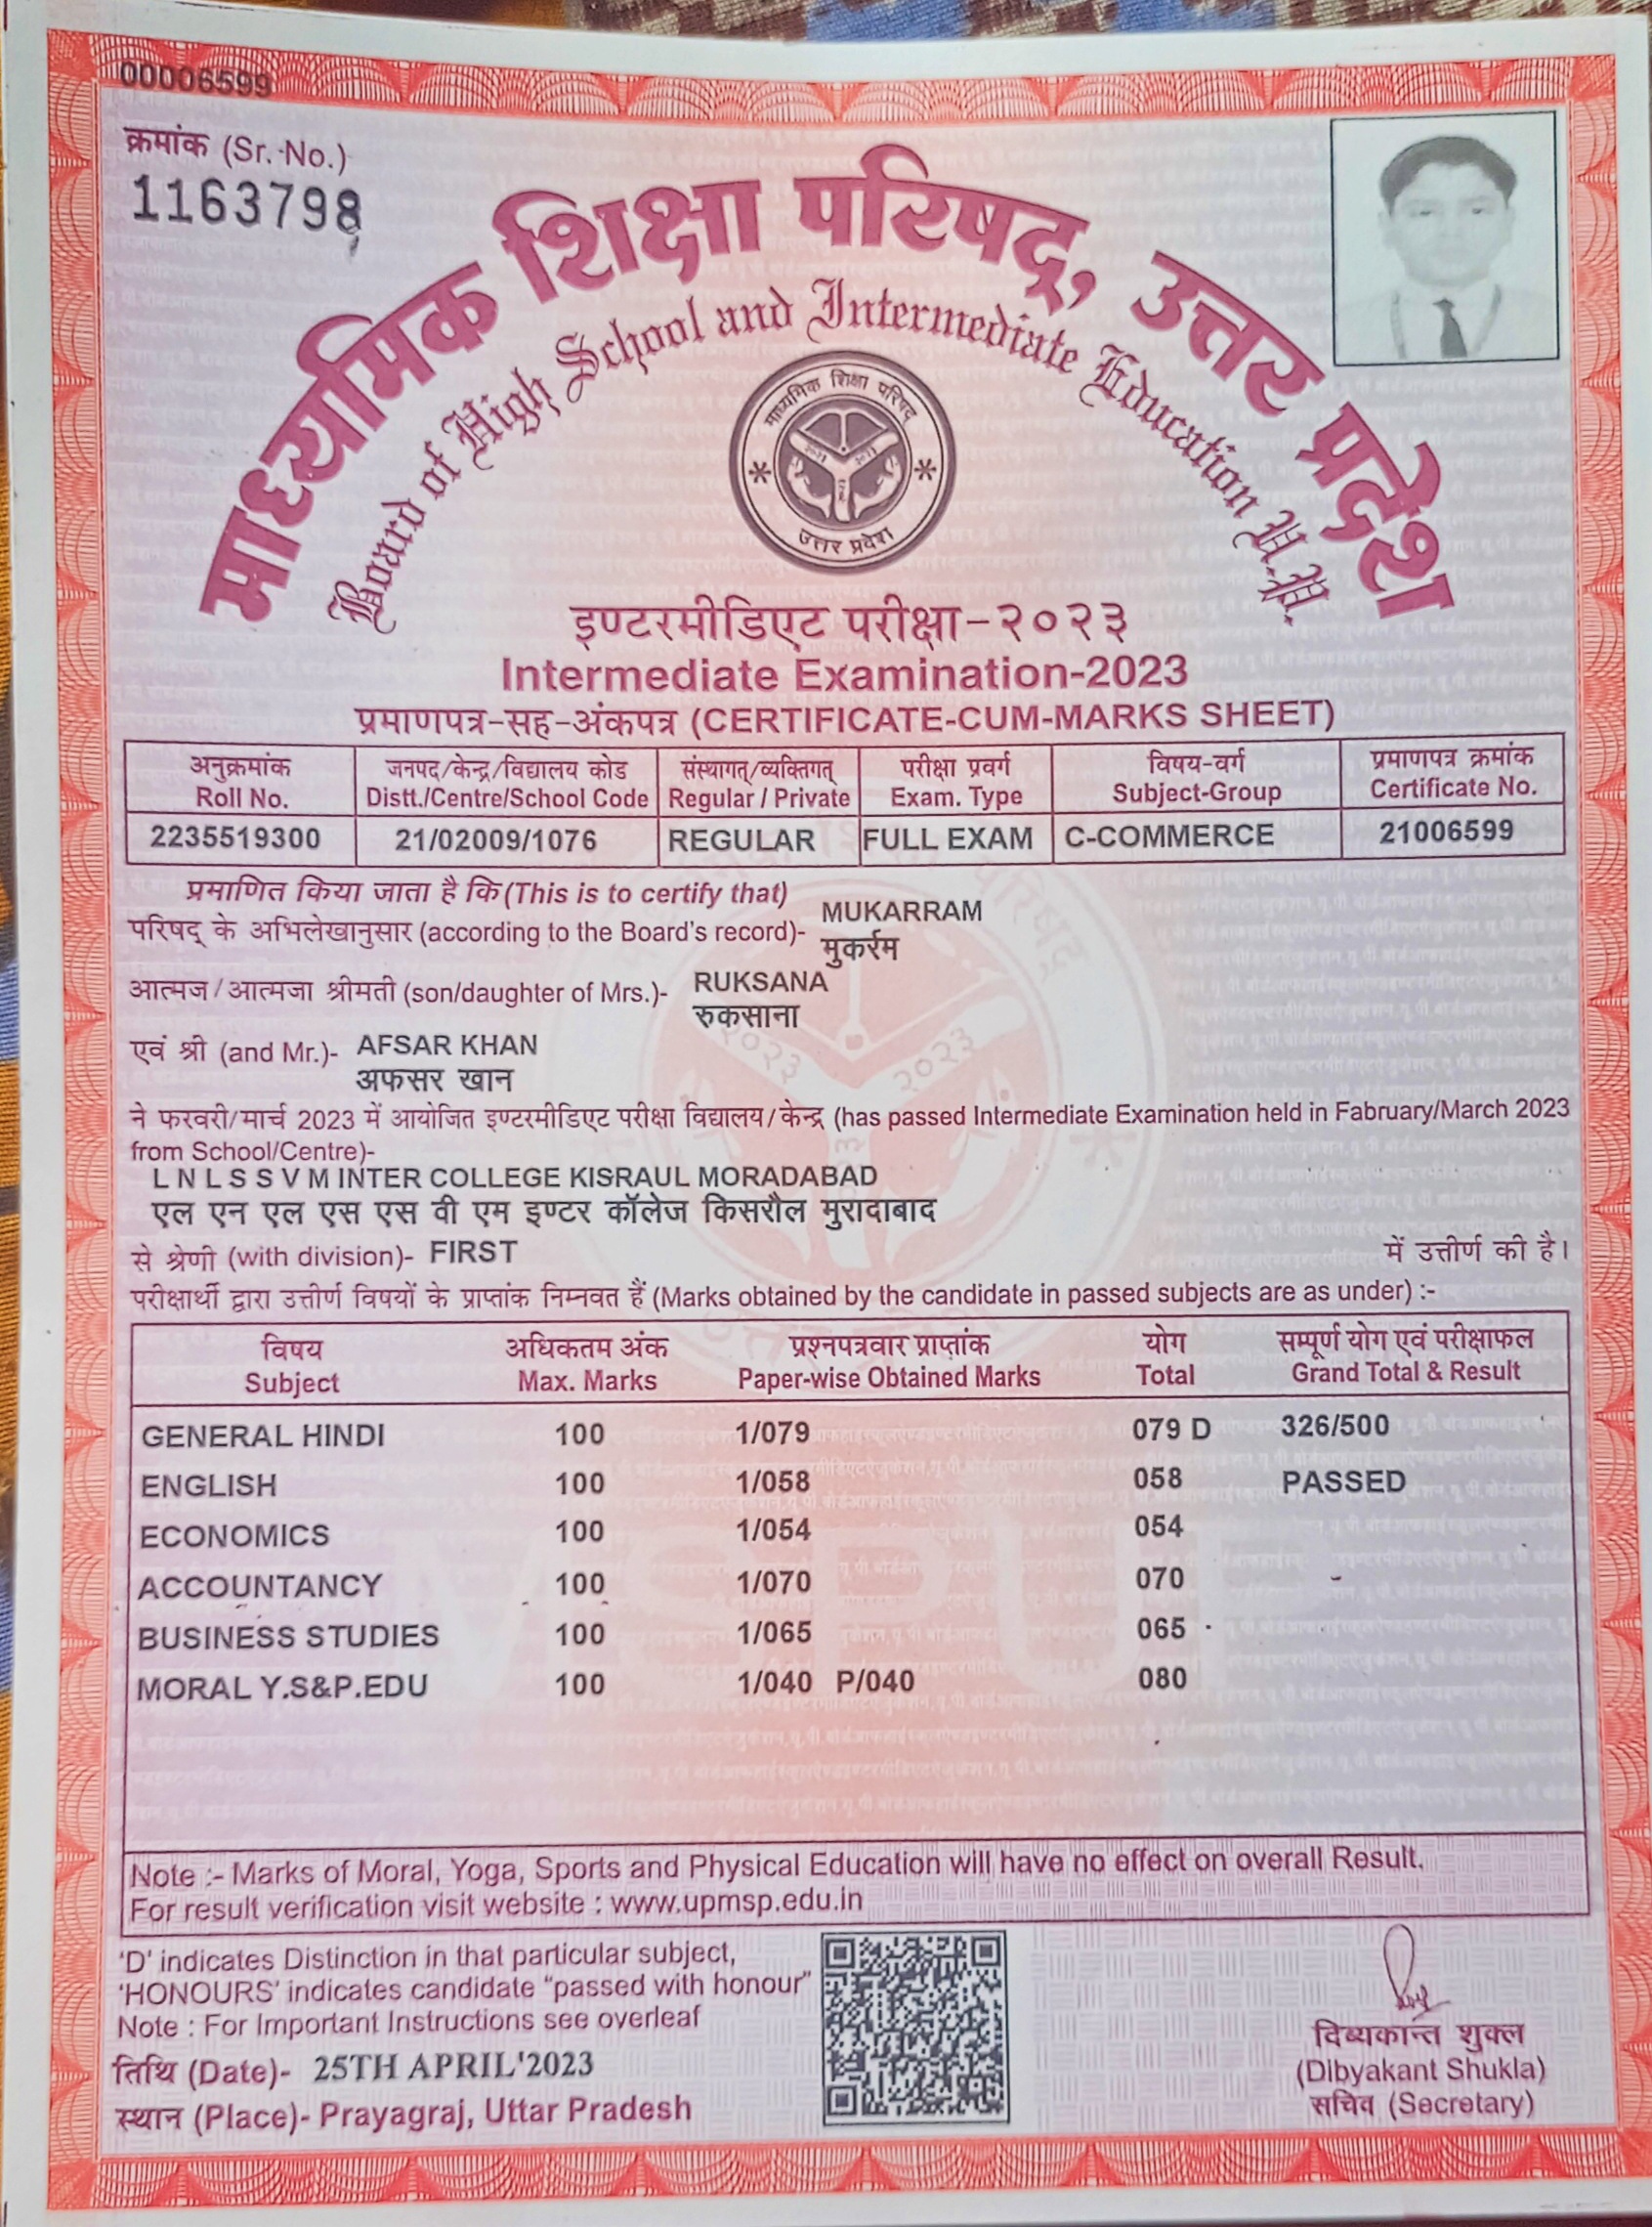 00006599
क्रमांक (Sr. No.)
1163798
माध्यमिक शिक्षा परिषद्, उत्तर प्रदेश
Board of High School and Intermediate Education U.P.
माध्यमिक शिक्षा परिषद
उत्तर प्रदेश
इण्टरमीडिएट परीक्षा-२०२३
Intermediate Examination-2023
प्रमाणपत्र-सह-अंकपत्र (CERTIFICATE-CUM-MARKS SHEET)
अनुक्रमांक जनपद/केन्द्र/विद्यालय कोड संस्थागत्/व्यक्तिगत् परीक्षा प्रवर्ग विषय-वर्ग प्रमाणपत्र क्रमांक
Roll No. Distt./Centre/School Code Regular / Private Exam. Type Subject-Group Certificate No.
2235519300 21/02009/1076 REGULAR FULL EXAM C-COMMERCE 21006599
प्रमाणित किया जाता है कि (This is to certify that)
परिषद् के अभिलेखानुसार (according to the Board's record)- MUKARRAM
मुकर्रम
आत्मज/आत्मजा श्रीमती (son/daughter of Mrs.)- RUKSANA
रुकसाना
एवं श्री (and Mr.)- AFSAR KHAN
अफसर खान
ने फरवरी/मार्च 2023 में आयोजित इण्टरमीडिएट परीक्षा विद्यालय/केन्द्र (has passed Intermediate Examination held in Fabruary/March 2023
from School/Centre)-
L N L S S V M INTER COLLEGE KISRAUL MORADABAD
एल एन एल एस एस वी एम इण्टर कॉलेज किसरौल मुरादाबाद
से श्रेणी (with division)- FIRST में उत्तीर्ण की है।
परीक्षार्थी द्वारा उत्तीर्ण विषयों के प्राप्तांक निम्नवत हैं (Marks obtained by the candidate in passed subjects are as under) :-
विषय अधिकतम अंक प्रश्नपत्रवार प्राप्तांक योग सम्पूर्ण योग एवं परीक्षाफल
Subject Max. Marks Paper-wise Obtained Marks Total Grand Total & Result
GENERAL HINDI 100 1/079 079 D 326/500
ENGLISH 100 1/058 058 PASSED
ECONOMICS 100 1/054 054
ACCOUNTANCY 100 1/070 070
BUSINESS STUDIES 100 1/065 065
MORAL Y.S&P.EDU 100 1/040 P/040 080
Note :- Marks of Moral, Yoga, Sports and Physical Education will have no effect on overall Result.
For result verification visit website : www.upmsp.edu.in
'D' indicates Distinction in that particular subject,
'HONOURS' indicates candidate "passed with honour"
Note : For Important Instructions see overleaf
तिथि (Date)- 25TH APRIL'2023
स्थान (Place)- Prayagraj, Uttar Pradesh
दिब्यकान्त शुक्ल
(Dibyakant Shukla)
सचिव (Secretary)